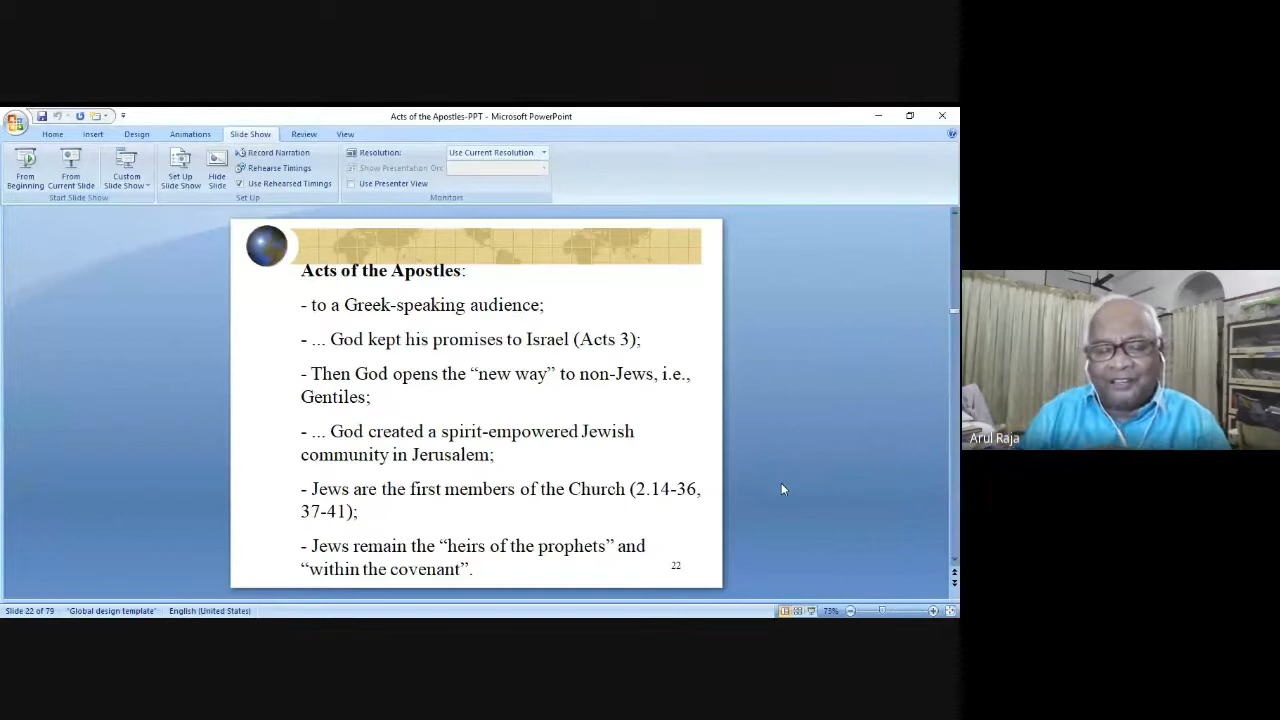 Acts of the Apostles-PPT - Microsoft PowerPoint
Home Insert Design Animations Slide Show Review View
From Beginning
From Current Slide
Custom Slide Show
Start Slide Show
Set Up Slide Show
Hide Slide
Record Narration
Rehearse Timings
Use Rehearsed Timings
Set Up
Resolution: Use Current Resolution
Show Presentation On:
Use Presenter View
Monitors
Acts of the Apostles:
- to a Greek-speaking audience;
- ... God kept his promises to Israel (Acts 3);
- Then God opens the “new way” to non-Jews, i.e.,
Gentiles;
- ... God created a spirit-empowered Jewish
community in Jerusalem;
- Jews are the first members of the Church (2.14-36,
37-41);
- Jews remain the “heirs of the prophets” and
“within the covenant”.
22
Arul Raja
Slide 22 of 79 "Global design template" English (United States) 73%